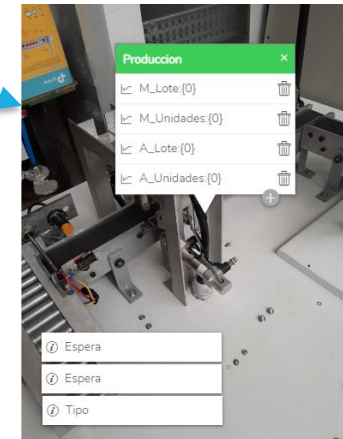 Produccion
M_Lote:{0}
M_Unidades:{0}
A_Lote:{0}
A_Unidades:{0}
Espera
Espera
Tipo